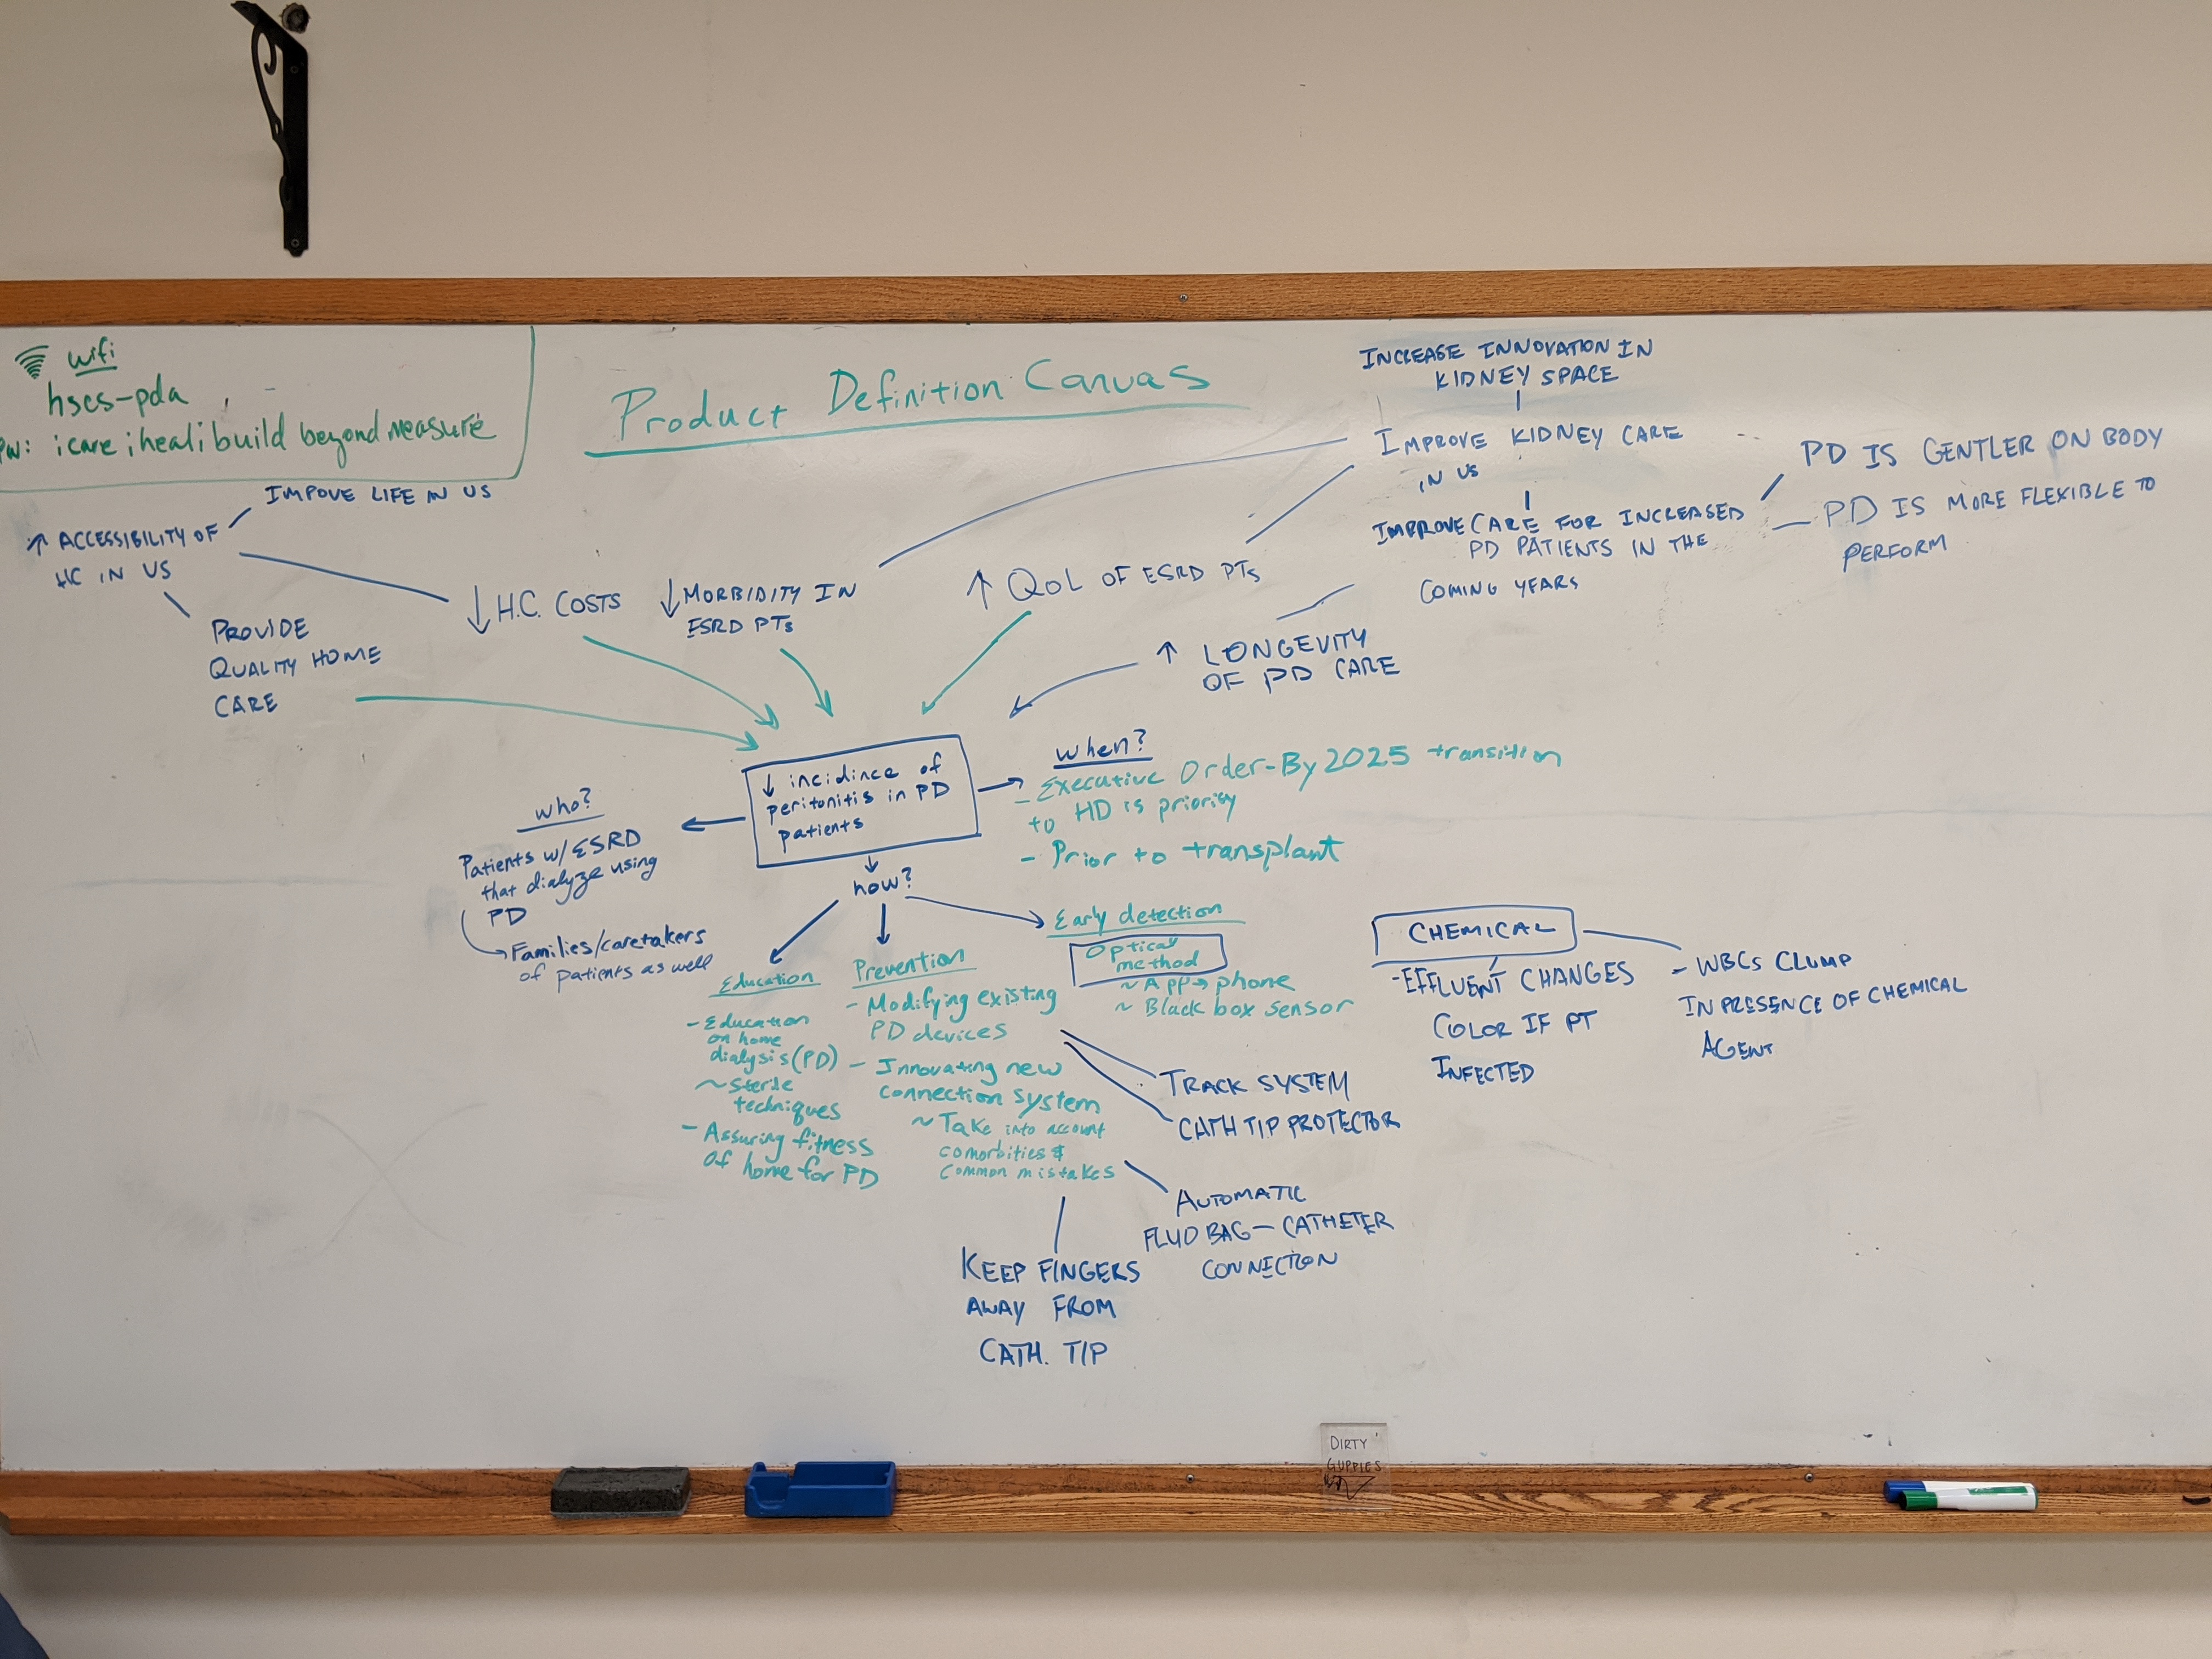 wifi
hscs-pda
PW: icare iheali build beyond measure
Product Definition Canvas
INCREASE INNOVATION IN
KIDNEY SPACE
IMPROVE KIDNEY CARE
IN US
IMPROVE CARE FOR INCREASED
PD PATIENTS IN THE
COMING YEARS
PD IS GENTLER ON BODY
PD IS MORE FLEXIBLE TO
PERFORM
IMPOVE LIFE IN US
↑ ACCESSIBILITY OF
HC IN US
PROVIDE
QUALITY HOME
CARE
↓ H.C. COSTS
↓ MORBIDITY IN
ESRD PTs
↑ QOL OF ESRD PTs
↑ LONGEVITY
OF PD CARE
↓ incidince of
peritonitis in PD
patients
who?
Patients w/ ESRD
that dialyze using
PD
Families/caretakers
of patients as well
when?
- Executive Order-By 2025 transition
to HD is priority
- Prior to transplant
how?
Education
- Education
on home
dialysis (PD)
~ Sterile
techniques
- Assuring fitness
of home for PD
Prevention
- Modifying existing
PD devices
- Innovating new
connection system
~ Take into account
comorbities &
common mistakes
Early detection
Optical
method
~ App → phone
~ Black box sensor
TRACK SYSTEM
CATH TIP PROTECTOR
AUTOMATIC
FLUD BAG - CATHETER
CONNECTION
KEEP FINGERS
AWAY FROM
CATH. TIP
CHEMICAL
- EFFLUENT CHANGES
COLOR IF PT
INFECTED
- WBCs CLUMP
IN PRESENCE OF CHEMICAL
AGENT
DIRTY
GUPPIES